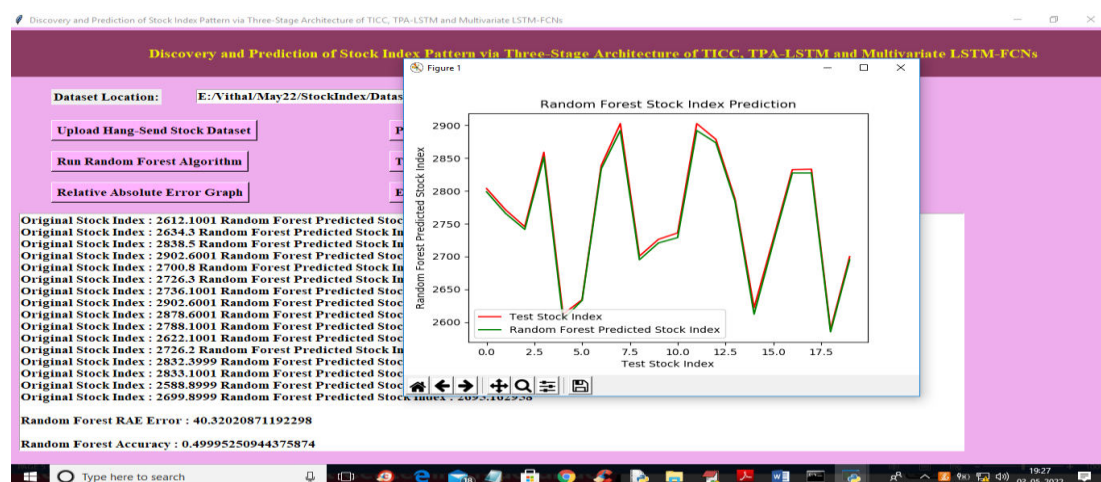 Discovery and Prediction of Stock Index Pattern via Three-Stage Architecture of TICC, TPA-LSTM and Multivariate LSTM-FCNs
Discovery and Prediction of Stock Index Pattern via Three-Stage Architecture of TICC, TPA-LSTM and Multivariate LSTM-FCNs
Dataset Location:
E:/Vithal/May22/StockIndex/Datas
Upload Hang-Send Stock Dataset
P
Run Random Forest Algorithm
T
Relative Absolute Error Graph
E
Original Stock Index : 2612.1001 Random Forest Predicted Stoc
Original Stock Index : 2634.3 Random Forest Predicted Stock In
Original Stock Index : 2838.5 Random Forest Predicted Stock In
Original Stock Index : 2902.6001 Random Forest Predicted Stoc
Original Stock Index : 2700.8 Random Forest Predicted Stock In
Original Stock Index : 2726.3 Random Forest Predicted Stock In
Original Stock Index : 2736.1001 Random Forest Predicted Stoc
Original Stock Index : 2902.6001 Random Forest Predicted Stoc
Original Stock Index : 2878.6001 Random Forest Predicted Stoc
Original Stock Index : 2788.1001 Random Forest Predicted Stoc
Original Stock Index : 2622.1001 Random Forest Predicted Stoc
Original Stock Index : 2726.2 Random Forest Predicted Stock In
Original Stock Index : 2832.3999 Random Forest Predicted Stoc
Original Stock Index : 2833.1001 Random Forest Predicted Stoc
Original Stock Index : 2588.8999 Random Forest Predicted Stoc
Original Stock Index : 2699.8999 Random Forest Predicted Stock Index : 2695.162958
Random Forest RAE Error : 40.32020871192298
Random Forest Accuracy : 0.49995250944375874
Figure 1
Random Forest Stock Index Prediction
Random Forest Predicted Stock Index
2900
2850
2800
2750
2700
2650
2600
Test Stock Index
Random Forest Predicted Stock Index
0.0 2.5 5.0 7.5 10.0 12.5 15.0 17.5
Test Stock Index
Type here to search
19:27
03-05-2022